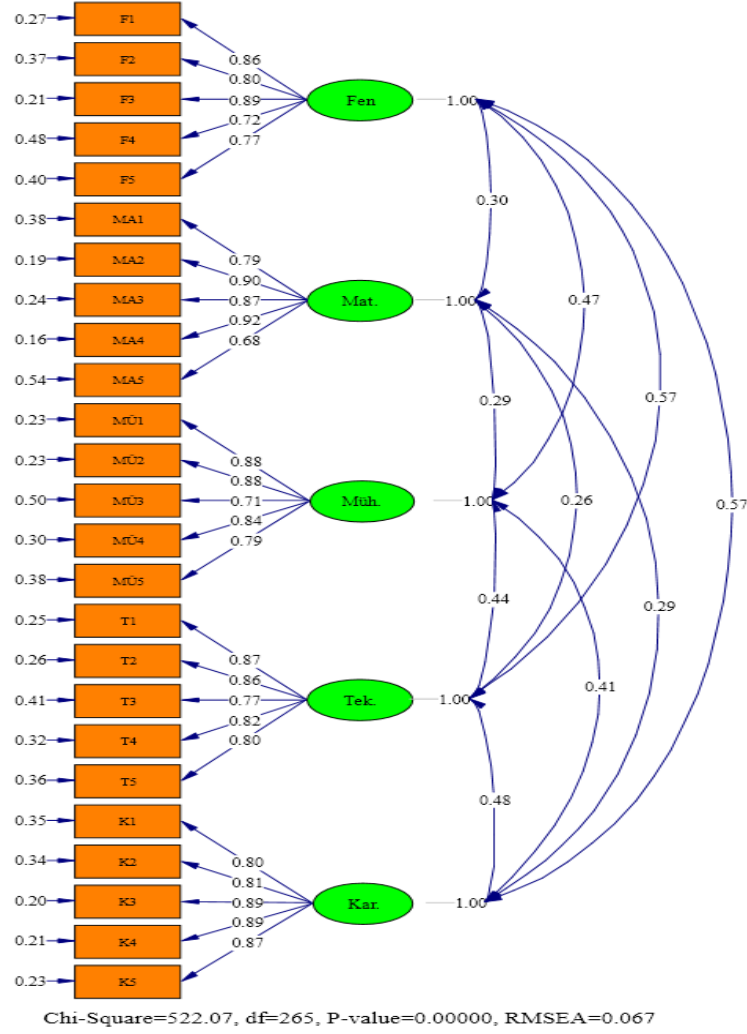 0.27 F1 0.86
0.37 F2 0.80
0.21 F3 0.89 Fen 1.00
0.48 F4 0.72
0.40 F5 0.77
0.30
0.38 MA1 0.79
0.19 MA2 0.90
0.24 MA3 0.87 Mat. 1.00 0.47
0.16 MA4 0.92
0.54 MA5 0.68
0.29 0.57
0.23 MÜ1 0.88
0.23 MÜ2 0.88
0.50 MÜ3 0.71 Müh. 1.00 0.26 0.57
0.30 MÜ4 0.84
0.38 MÜ5 0.79
0.44 0.29
0.25 T1 0.87
0.26 T2 0.86
0.41 T3 0.77 Tek. 1.00 0.41
0.32 T4 0.82
0.36 T5 0.80
0.48
0.35 K1 0.80
0.34 K2 0.81
0.20 K3 0.89 Kar. 1.00
0.21 K4 0.89
0.23 K5 0.87
Chi-Square=522.07, df=265, P-value=0.00000, RMSEA=0.067